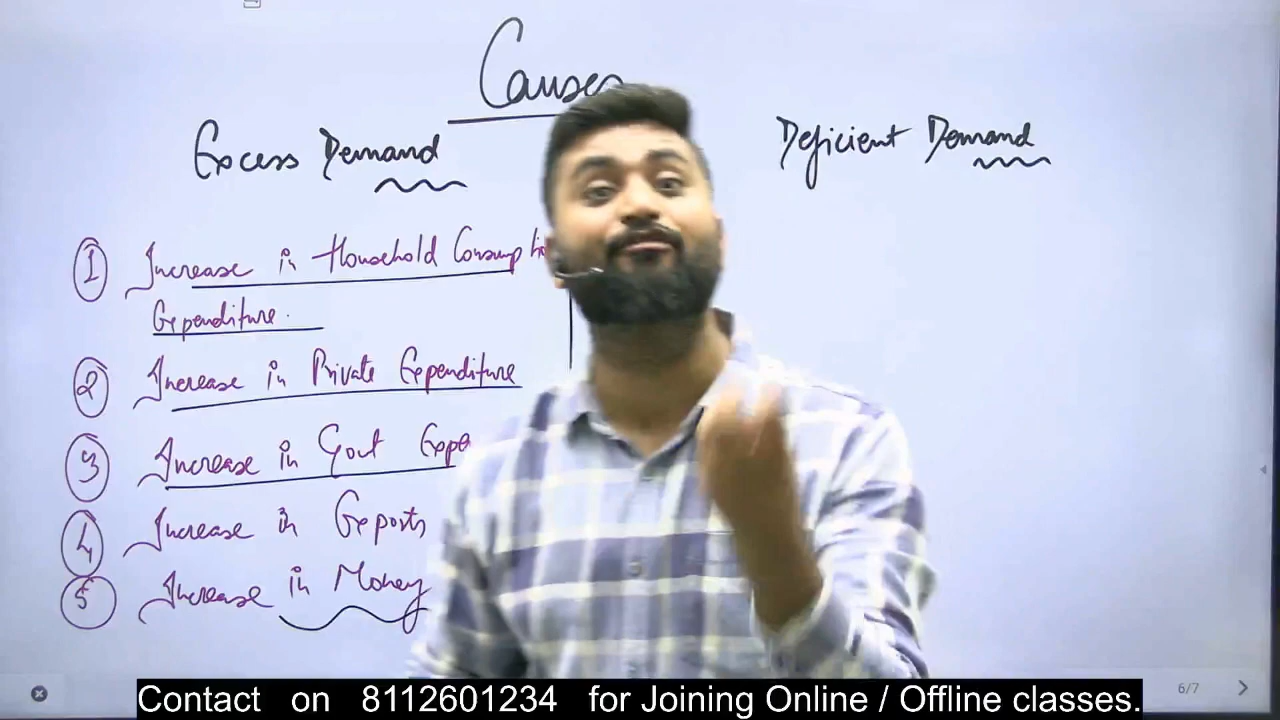 Causes
Excess Demand
Deficient Demand
1 Increase in Household Consumptio
Expenditure.
2 Increase in Private Expenditure
3 Increase in Govt Expe
4 Increase in Exports
5 Increase in Money
6/7
Contact on 8112601234 for Joining Online / Offline classes.